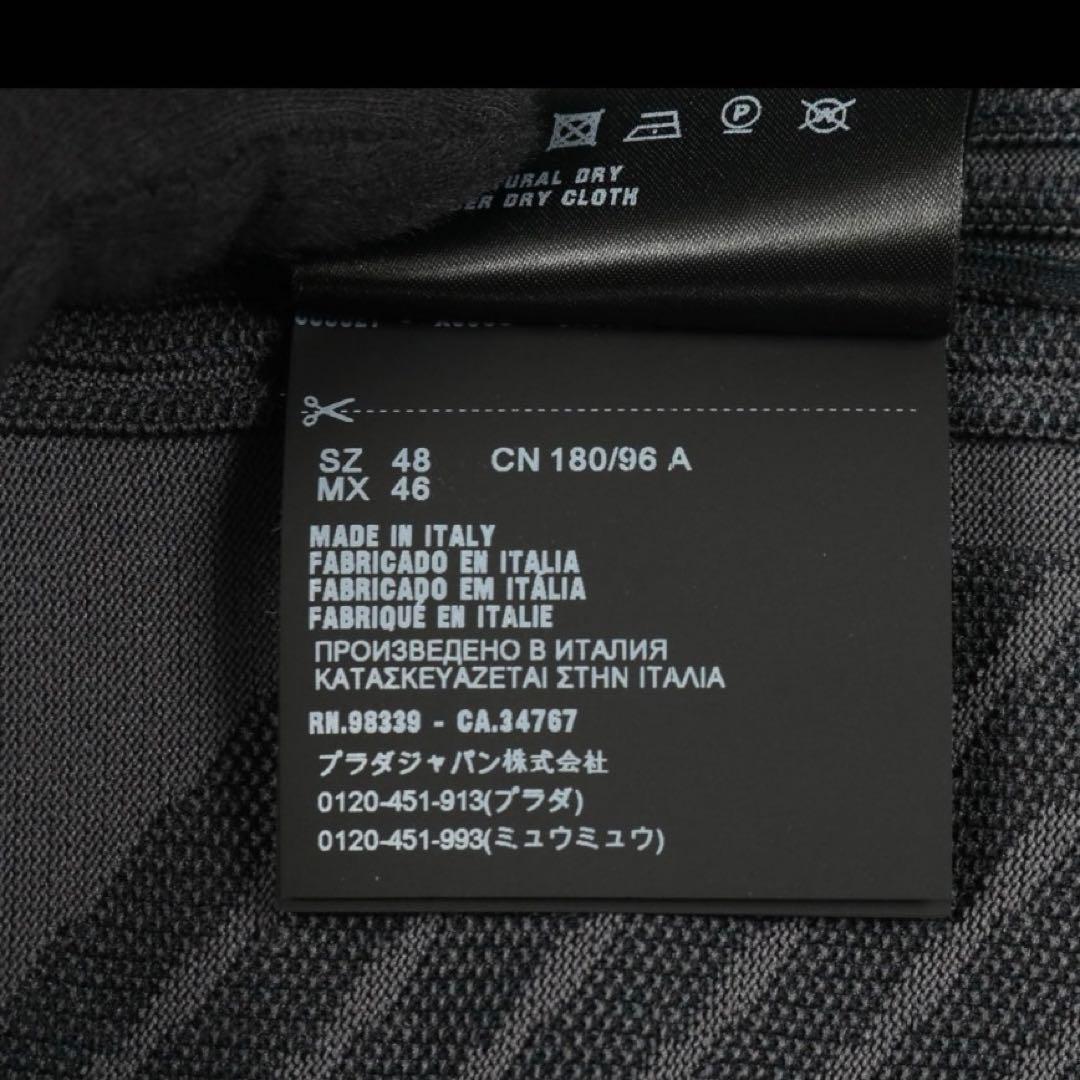 DRY
DRY CLOTH
SZ 48 CN 180/96 A
MX 46
MADE IN ITALY
FABRICADO EN ITALIA
FABRICADO EM ITÁLIA
FABRIQUÉ EN ITALIE
ПРОИЗВЕДЕНО В ИТАЛИЯ
ΚΑΤΑΣΚΕΥΑΖΕΤΑΙ ΣΤΗΝ ΙΤΑΛΙΑ
RN.98339 - CA.34767
プラダジャパン株式会社
0120-451-913(プラダ)
0120-451-993(ミュウミュウ)